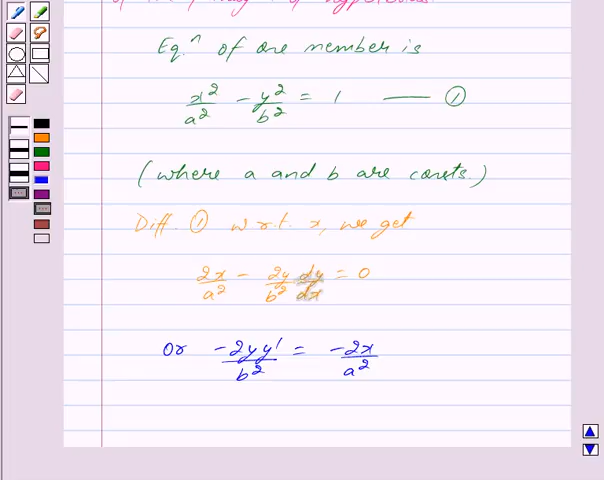 Eqⁿ of one member is
x²/a² - y²/b² = 1 —— ①
(where a and b are consts.)
Diff. ① w r.t. x, we get
2x/a² - 2y/b² dy/dx = 0
Or -2yy'/b² = -2x/a²